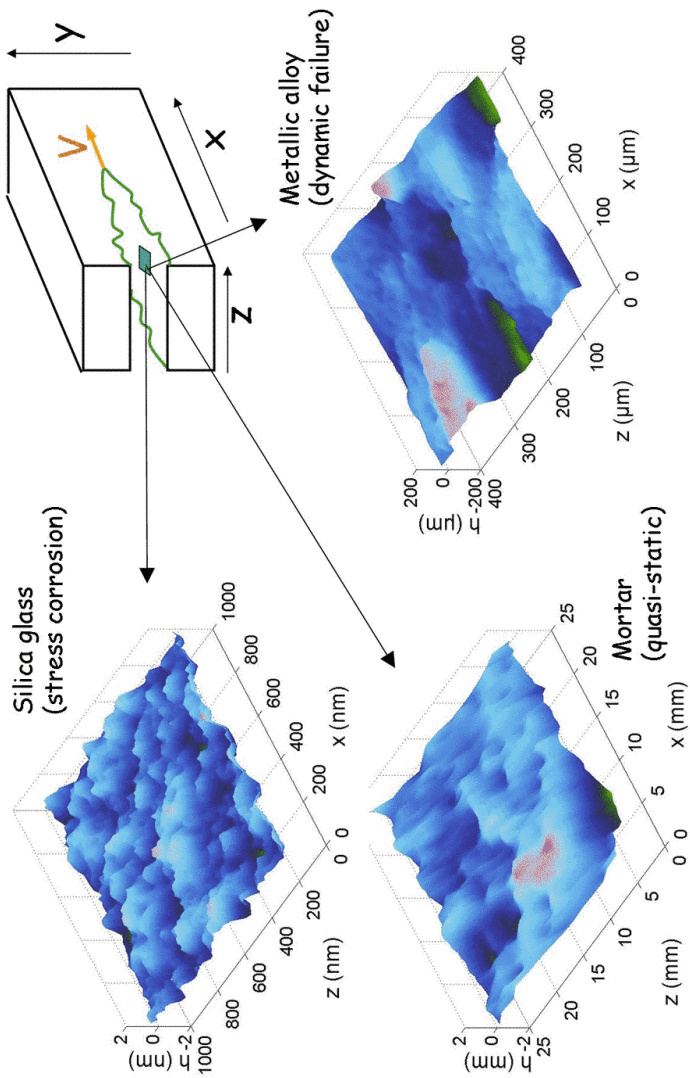 y
x
z
V
Silica glass
(stress corrosion)
2
0
-2
h (nm)
1000
800
600
400
200
0
z (nm)
0
200
400
600
800
1000
x (nm)
Metallic alloy
(dynamic failure)
200
0
-200
h (µm)
400
300
200
100
z (µm)
0
100
200
300
400
x (µm)
Mortar
(quasi-static)
2
0
-2
h (mm)
25
20
15
10
5
z (mm)
0
5
10
15
20
25
x (mm)